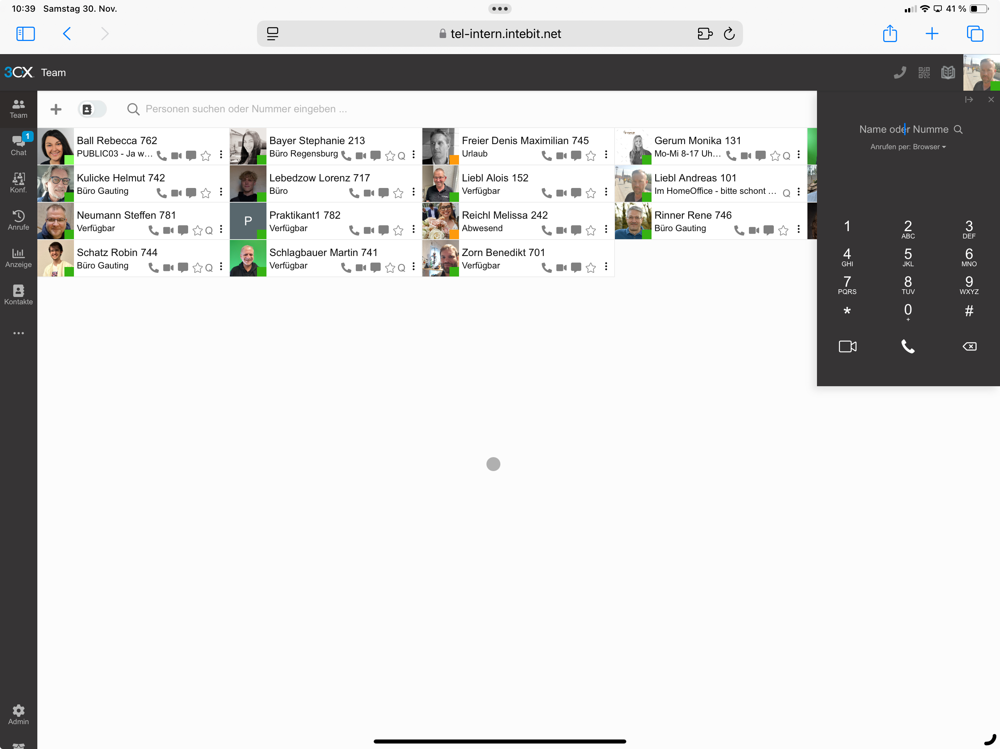 10:39 Samstag 30. Nov.
41 %
tel-intern.intebit.net
3CX Team
Team
Personen suchen oder Nummer eingeben ...
1
Chat
Konf.
Anrufe
Anzeige
Kontakte
Admin
Ball Rebecca 762
PUBLIC03 - Ja w...
Bayer Stephanie 213
Büro Regensburg
Q
Freier Denis Maximilian 745
Urlaub
Gerum Monika 131
Mo-Mi 8-17 Uh...
Q
Kulicke Helmut 742
Büro Gauting
Lebedzow Lorenz 717
Büro
Liebl Alois 152
Verfügbar
Liebl Andreas 101
Im HomeOffice - bitte schont ...
Q
Neumann Steffen 781
Verfügbar
Q
P
Praktikant1 782
Verfügbar
Reichl Melissa 242
Abwesend
Rinner Rene 746
Büro Gauting
Schatz Robin 744
Büro Gauting
Q
Schlagbauer Martin 741
Verfügbar
Q
Zorn Benedikt 701
Verfügbar
Name oder Numme
Anrufen per: Browser
1 2 3
ABC DEF
4 5 6
GHI JKL MNO
7 8 9
PQRS TUV WXYZ
* 0 #
+